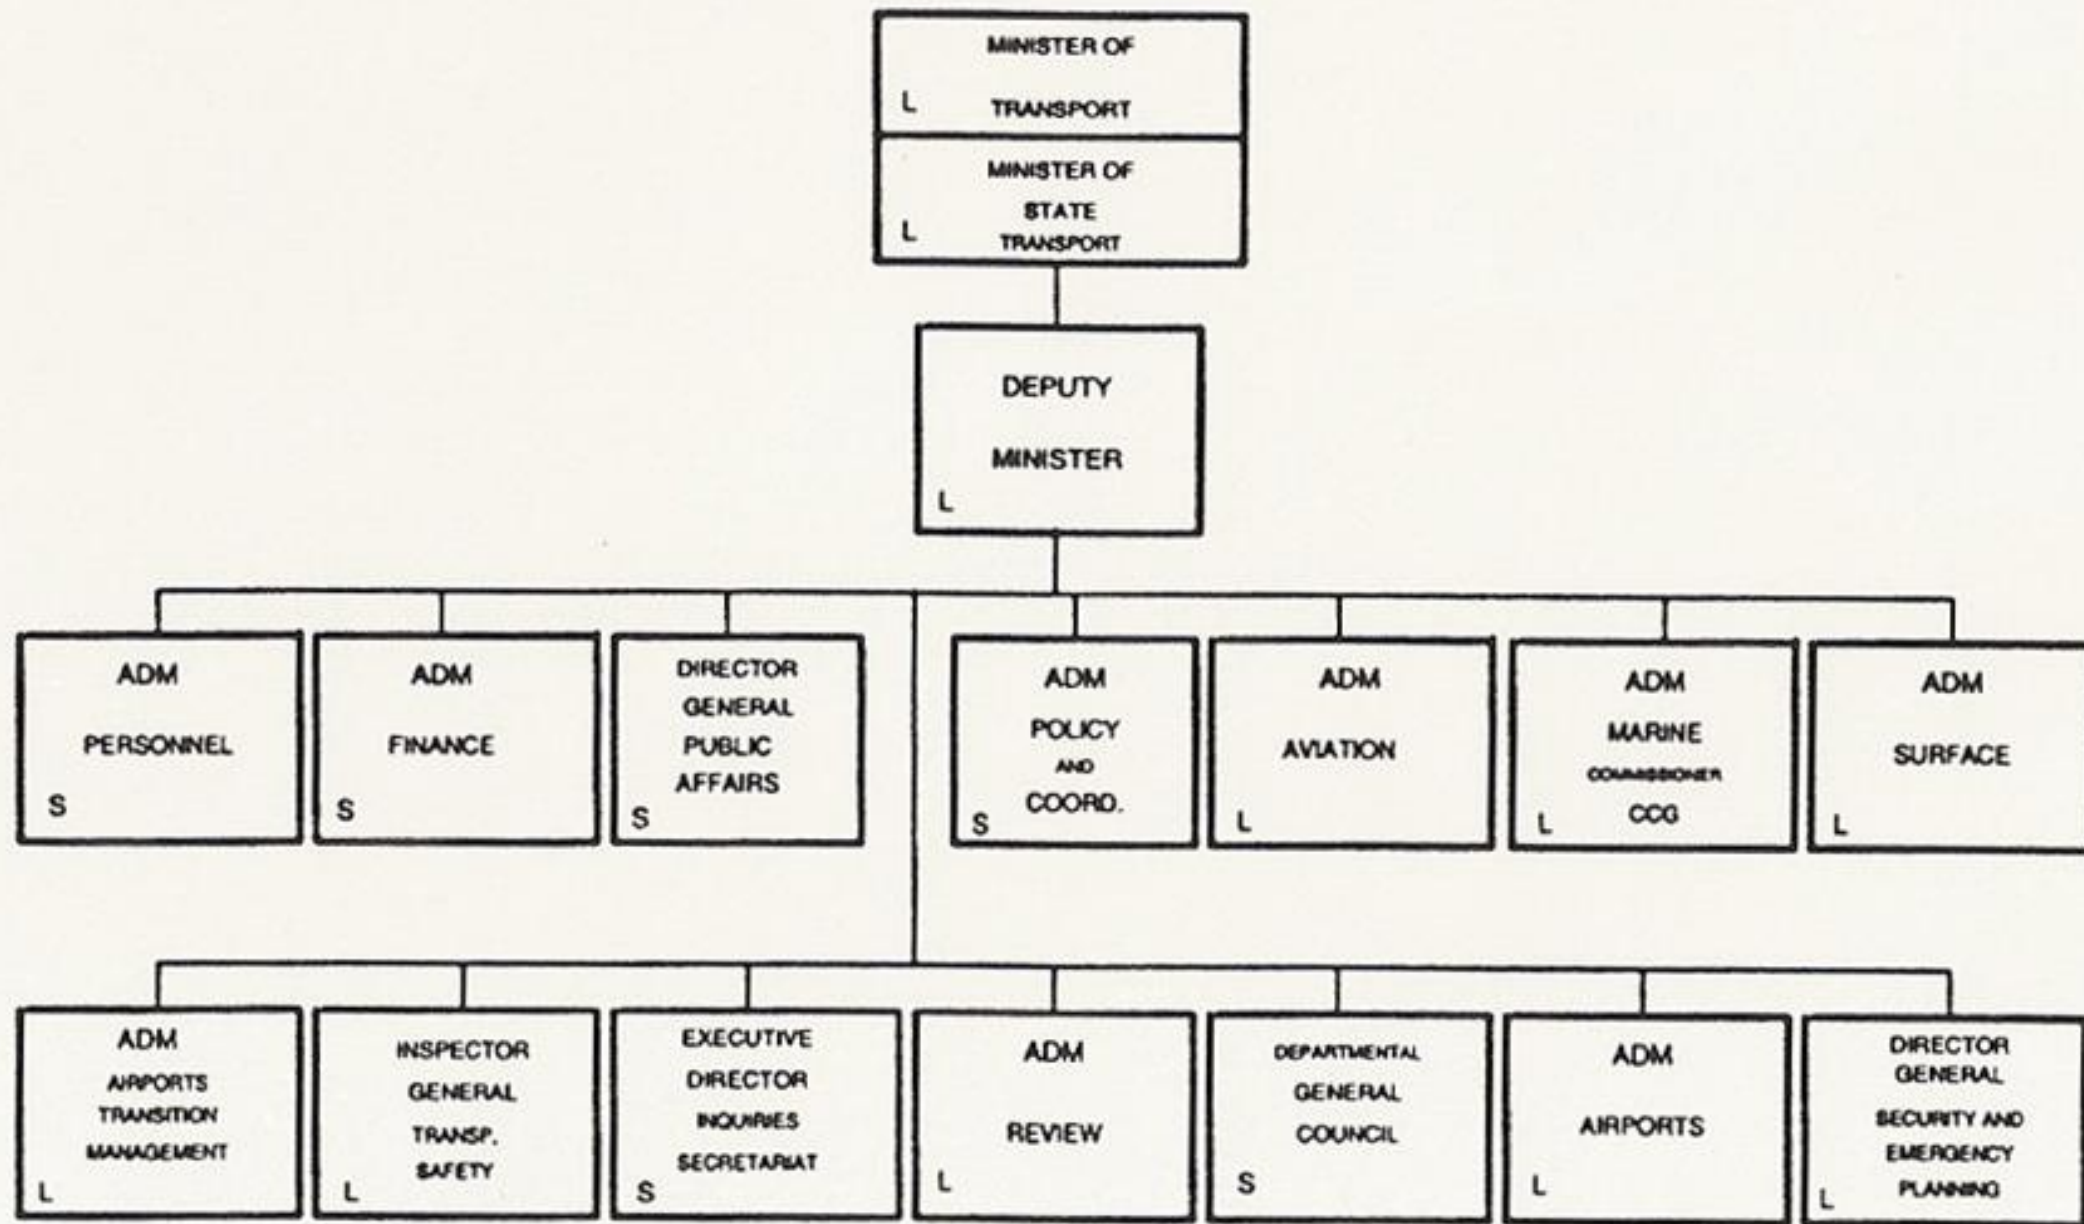 MINISTER OF
L TRANSPORT
MINISTER OF
STATE
L TRANSPORT
DEPUTY
MINISTER
L
ADM
PERSONNEL
S
ADM
FINANCE
S
DIRECTOR
GENERAL
PUBLIC
AFFAIRS
S
ADM
POLICY
AND
COORD.
S
ADM
AVIATION
L
ADM
MARINE
COMMISSIONER
CCG
L
ADM
SURFACE
L
ADM
AIRPORTS
TRANSITION
MANAGEMENT
L
INSPECTOR
GENERAL
TRANSP.
SAFETY
L
EXECUTIVE
DIRECTOR
INQUIRIES
SECRETARIAT
S
ADM
REVIEW
L
DEPARTMENTAL
GENERAL
COUNCIL
S
ADM
AIRPORTS
L
DIRECTOR
GENERAL
SECURITY AND
EMERGENCY
PLANNING
L